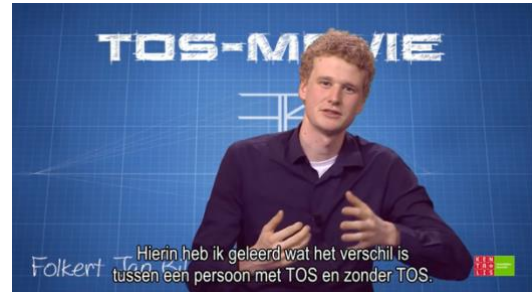 TOS-M VIE
Folkert Jan
Hierin heb ik geleerd wat het verschil is
tussen een persoon met TOS en zonder TOS.